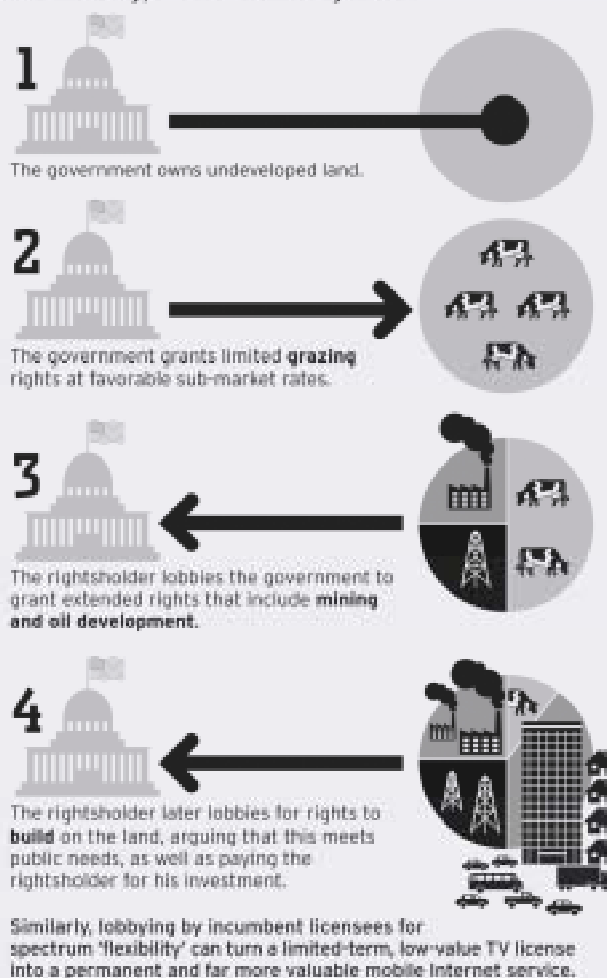 1
The government owns undeveloped land.
2
The government grants limited grazing
rights at favorable sub-market rates.
3
The rightsholder lobbies the government to
grant extended rights that include mining
and oil development.
4
The rightsholder later lobbies for rights to
build on the land, arguing that this meets
public needs, as well as paying the
rightsholder for his investment.
Similarly, lobbying by incumbent licensees for
spectrum 'flexibility' can turn a limited-term, low-value TV license
into a permanent and far more valuable mobile Internet service.